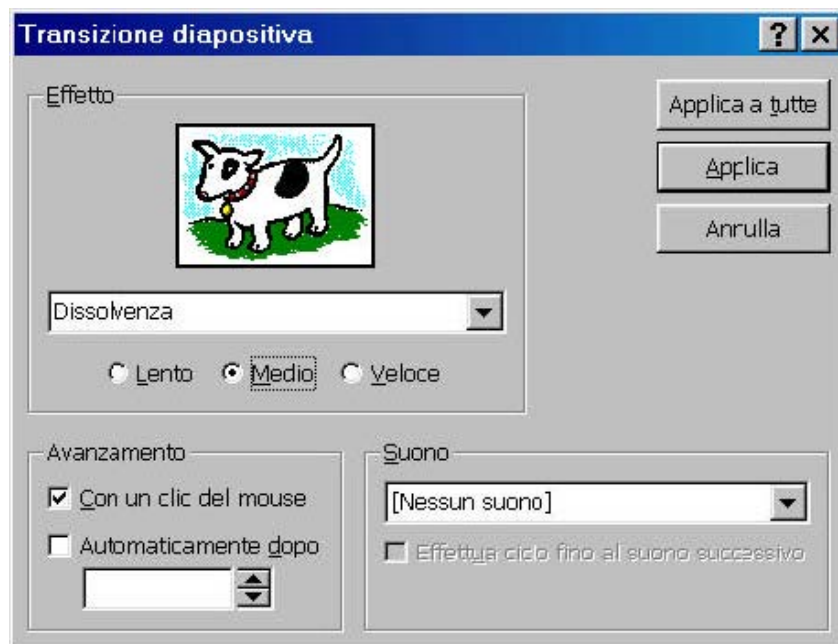 Transizione diapositiva
Effetto
Applica a tutte
Applica
Annulla
Dissolvenza
Lento Medio Veloce
Avanzamento
Con un clic del mouse
Automaticamente dopo
Suono
[Nessun suono]
Effettua ciclo fino al suono successivo